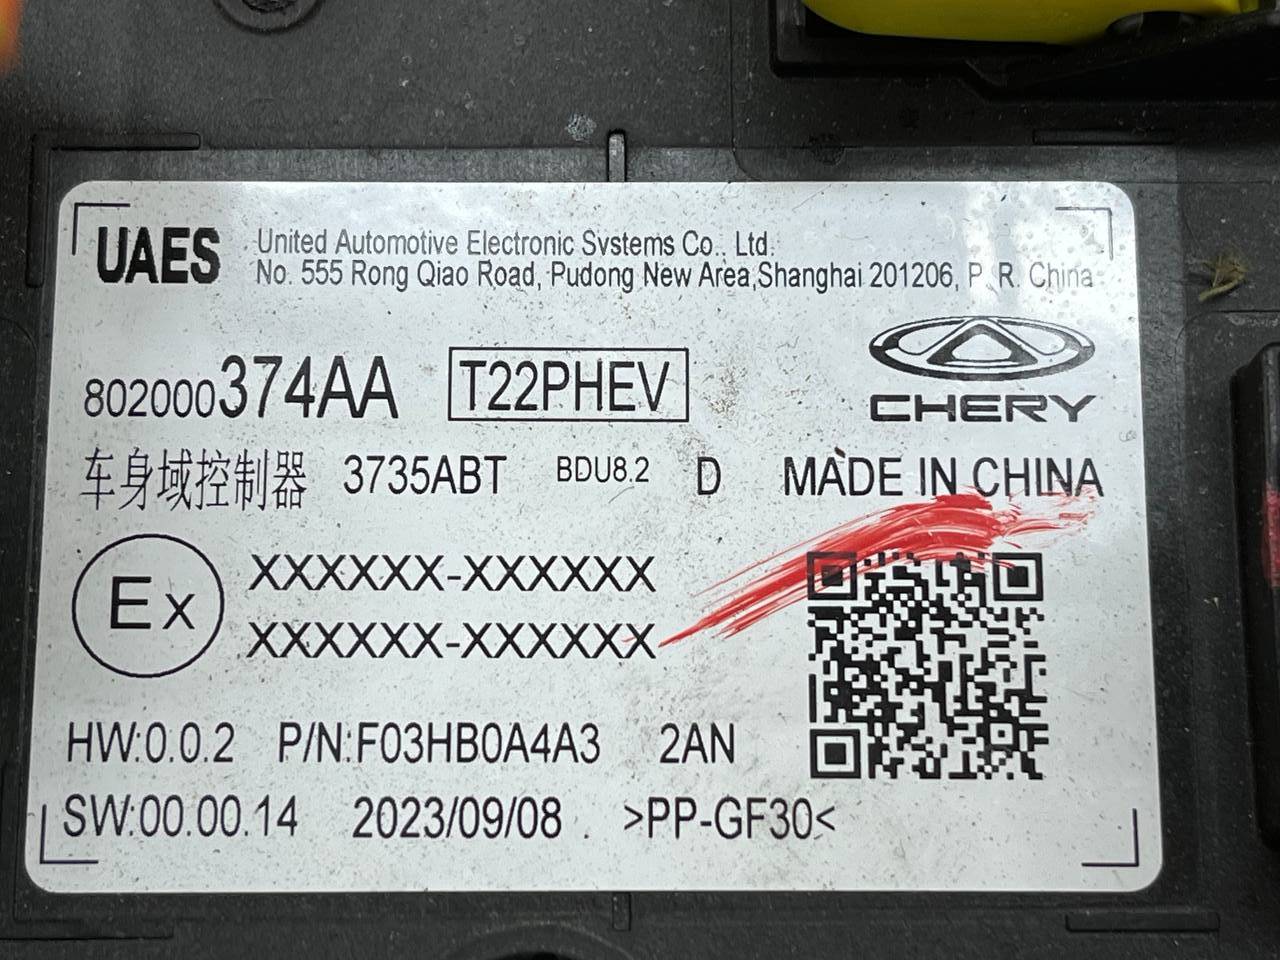 UAES
United Automotive Electronic Systems Co., Ltd.
No. 555 Rong Qiao Road, Pudong New Area,Shanghai 201206, P. R. China
802000374AA T22PHEV
CHERY
车身域控制器 3735ABT BDU8.2 D MADE IN CHINA
Ex
XXXXXX-XXXXXX
XXXXXX-XXXXXX
HW:0.0.2 P/N:F03HB0A4A3 2AN
SW:00.00.14 2023/09/08 . >PP-GF30<